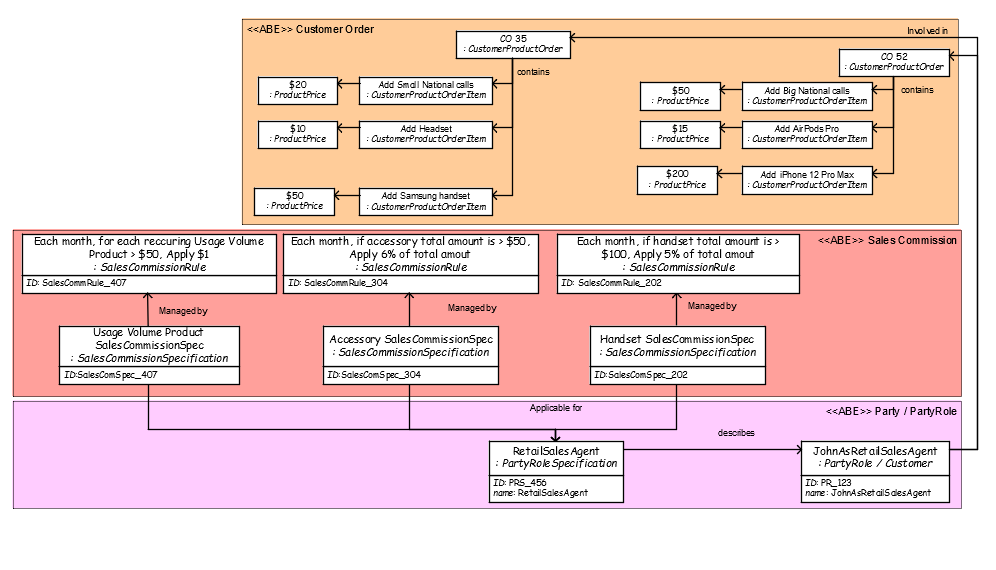 <<ABE>> Customer Order
Involved in
CO 35
: CustomerProductOrder
CO 52
: CustomerProductOrder
contains
contains
$20
: ProductPrice
Add Small National calls
: CustomerProductOrderItem
$50
: ProductPrice
Add Big National calls
: CustomerProductOrderItem
$10
: ProductPrice
Add Headset
: CustomerProductOrderItem
$15
: ProductPrice
Add AirPods Pro
: CustomerProductOrderItem
$200
: ProductPrice
Add iPhone 12 Pro Max
: CustomerProductOrderItem
$50
: ProductPrice
Add Samsung handset
: CustomerProductOrderItem
<<ABE>> Sales Commission
Each month, for each reccuring Usage Volume
Product > $50, Apply $1
: SalesCommissionRule
ID: SalesCommRule_407
Each month, if accessory total amount is > $50,
Apply 6% of total amout
: SalesCommissionRule
ID: SalesCommRule_304
Each month, if handset total amount is >
$100, Apply 5% of total amout
: SalesCommissionRule
ID: SalesCommRule_202
Managed by
Managed by
Managed by
Usage Volume Product
SalesCommissionSpec
: SalesCommissionSpecification
ID:SalesComSpec_407
Accessory SalesCommissionSpec
: SalesCommissionSpecification
ID:SalesComSpec_304
Handset SalesCommissionSpec
: SalesCommissionSpecification
ID:SalesComSpec_202
<<ABE>> Party / PartyRole
Applicable for
describes
RetailSalesAgent
: PartyRoleSpecification
ID: PRS_456
name: RetailSalesAgent
JohnAsRetailSalesAgent
: PartyRole / Customer
ID: PR_123
name: JohnAsRetailSalesAgent